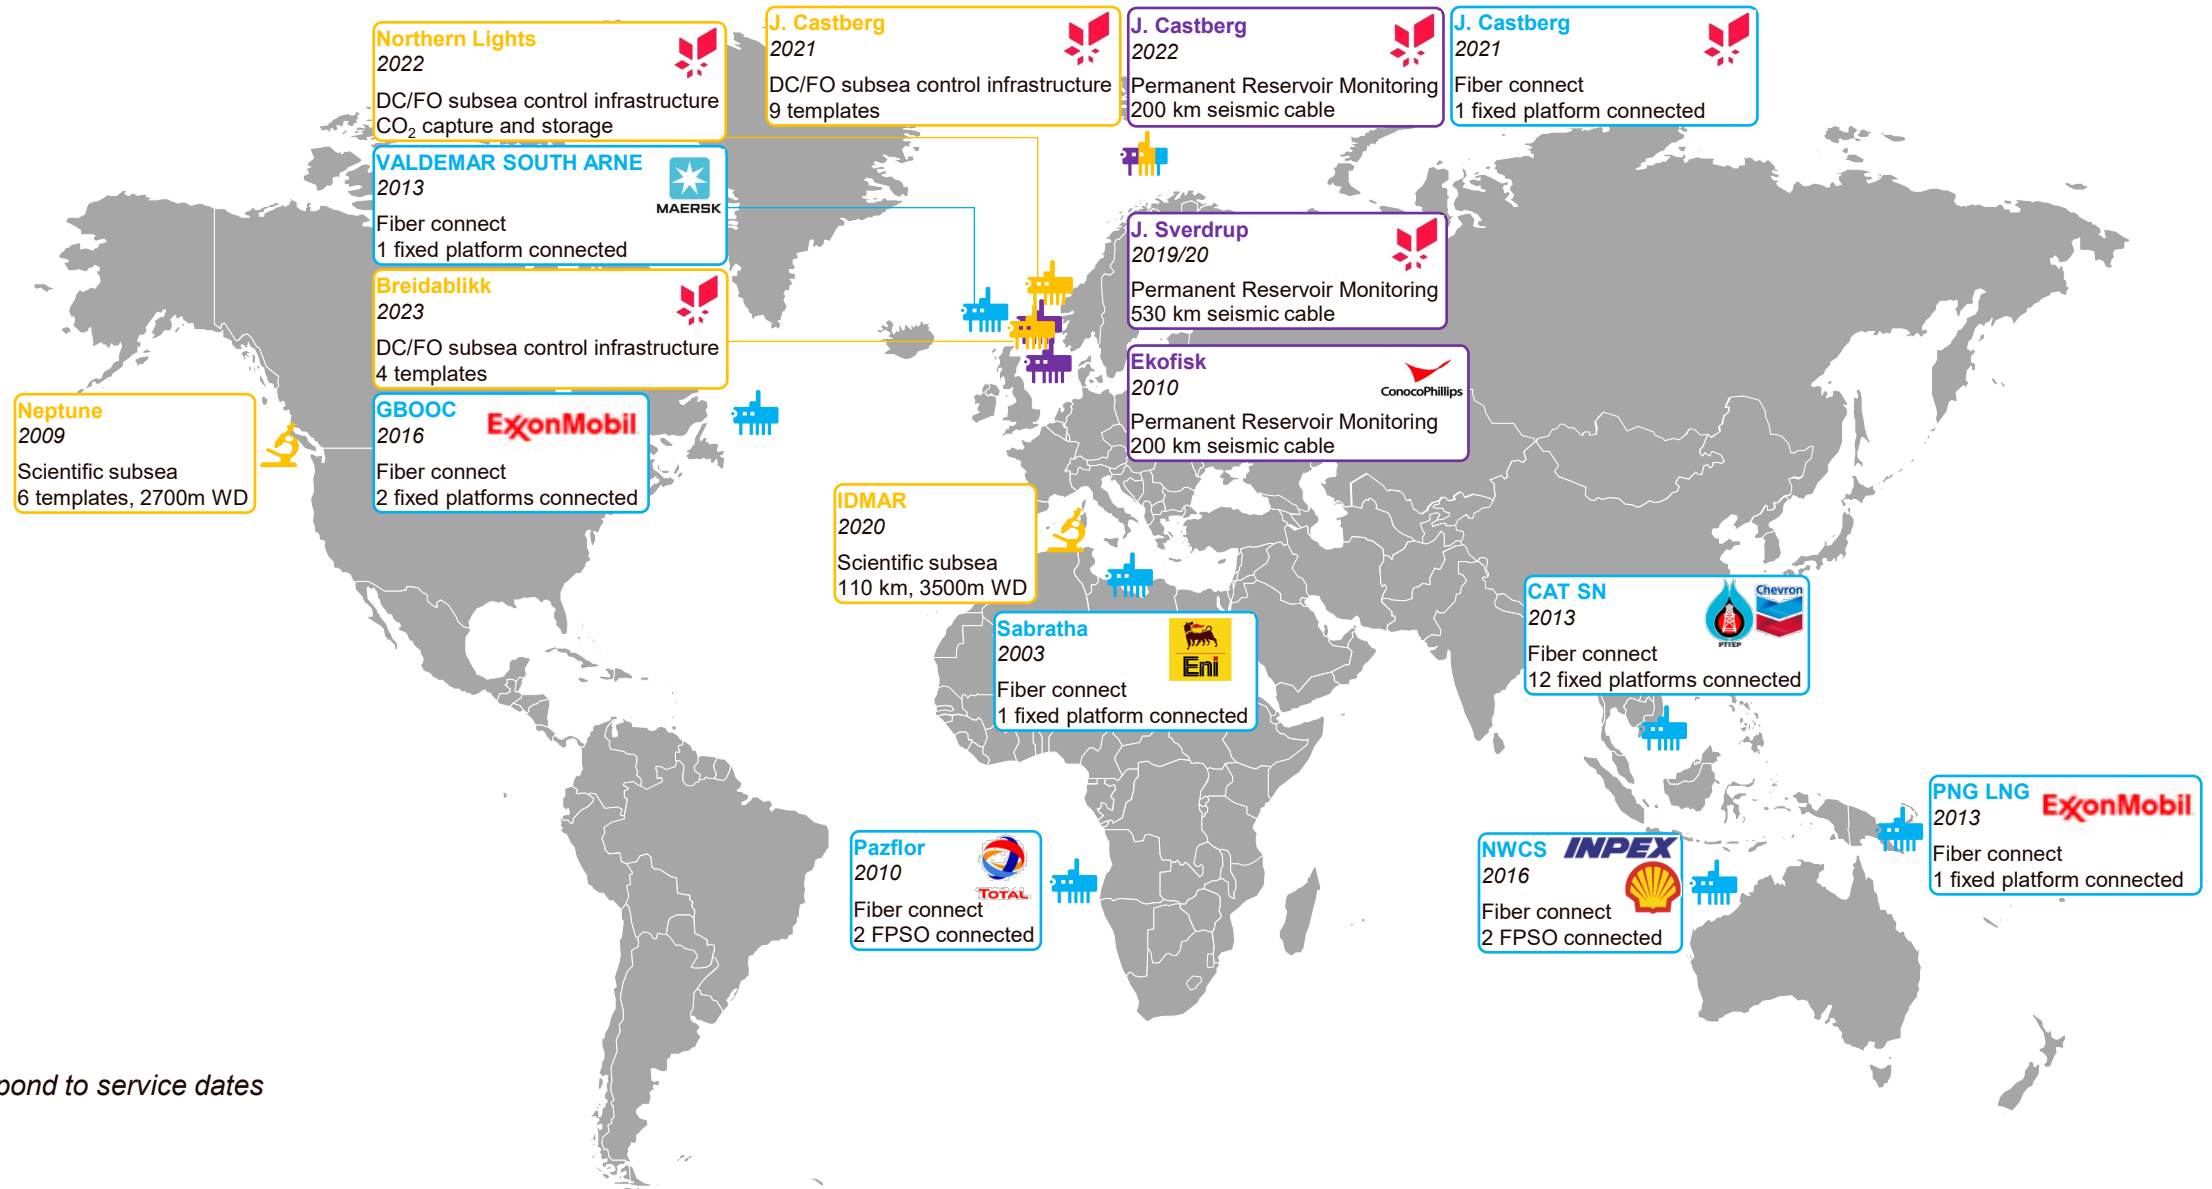 Northern Lights
2022
DC/FO subsea control infrastructure
CO₂ capture and storage
J. Castberg
2021
DC/FO subsea control infrastructure
9 templates
J. Castberg
2022
Permanent Reservoir Monitoring
200 km seismic cable
J. Castberg
2021
Fiber connect
1 fixed platform connected
VALDEMAR SOUTH ARNE
2013
MAERSK
Fiber connect
1 fixed platform connected
J. Sverdrup
2019/20
Permanent Reservoir Monitoring
530 km seismic cable
Breidablikk
2023
DC/FO subsea control infrastructure
4 templates
Ekofisk
2010
ConocoPhillips
Permanent Reservoir Monitoring
200 km seismic cable
Neptune
2009
Scientific subsea
6 templates, 2700m WD
GBOOC
ExxonMobil
2016
Fiber connect
2 fixed platforms connected
IDMAR
2020
Scientific subsea
110 km, 3500m WD
Sabratha
2003
Eni
Fiber connect
1 fixed platform connected
CAT SN
2013
PTTEP
Chevron
Fiber connect
12 fixed platforms connected
Pazflor
2010
TOTAL
Fiber connect
2 FPSO connected
NWCS
INPEX
2016
Fiber connect
2 FPSO connected
PNG LNG
ExxonMobil
2013
Fiber connect
1 fixed platform connected
pond to service dates